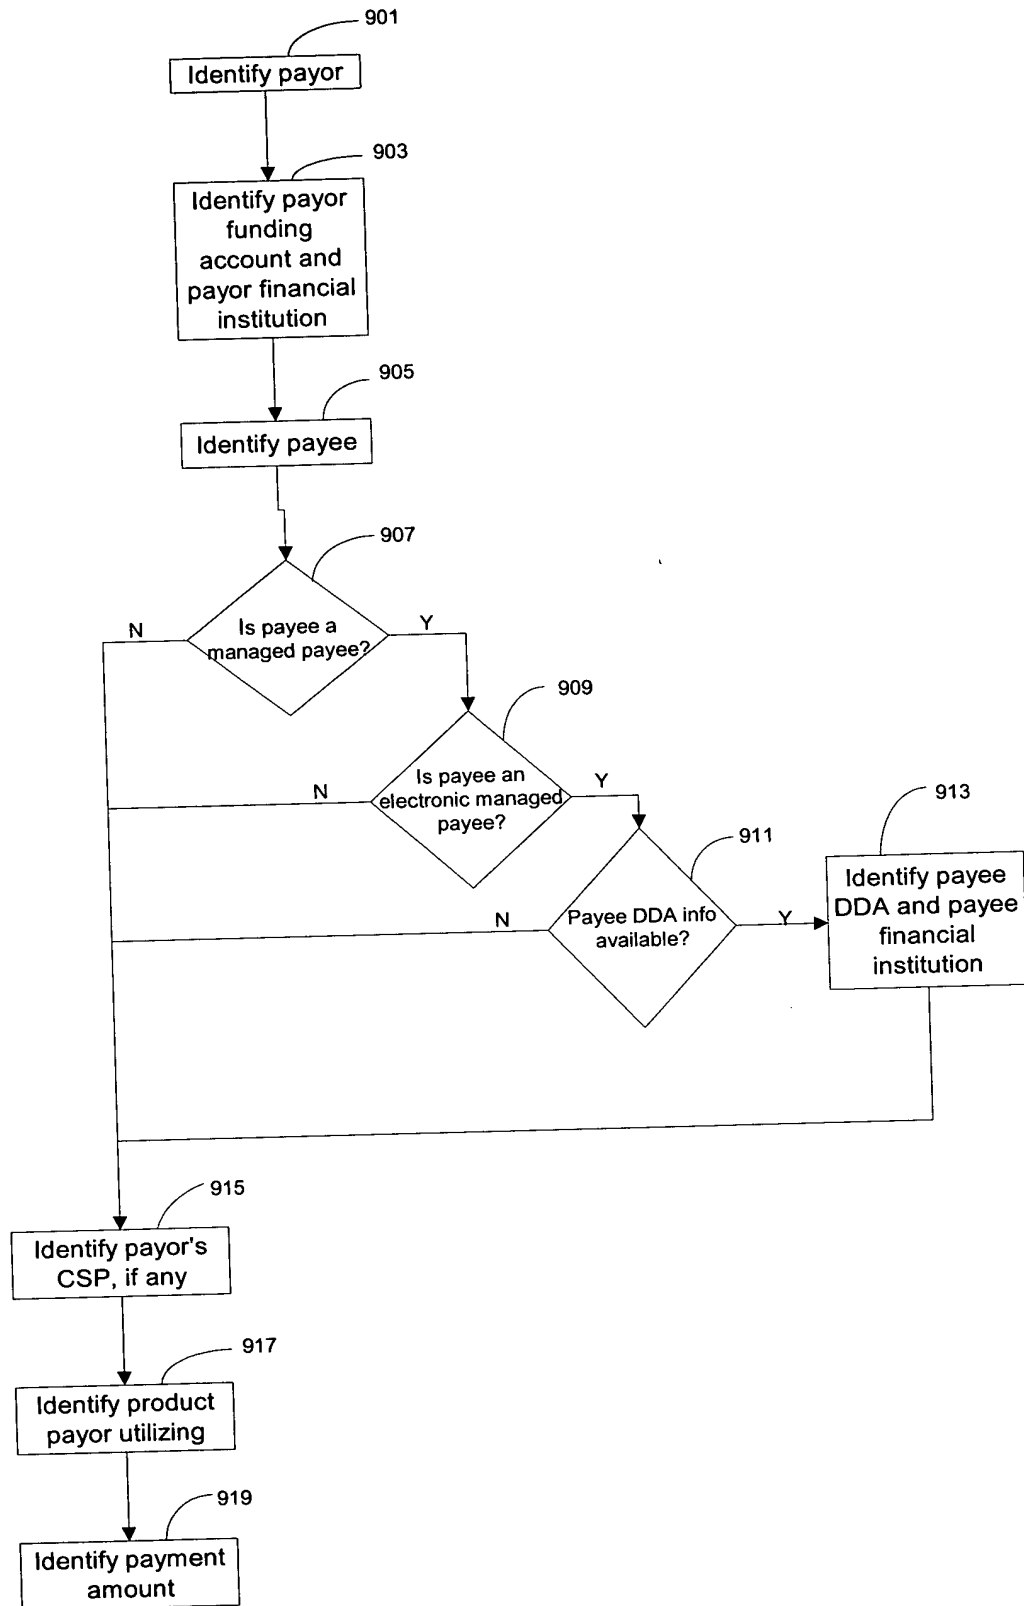 901
Identify payor
903
Identify payor
funding
account and
payor financial
institution
905
Identify payee
907
Is payee a
managed payee?
N
Y
909
Is payee an
electronic managed
payee?
N
Y
911
Payee DDA info
available?
N
Y
913
Identify payee
DDA and payee
financial
institution
915
Identify payor's
CSP, if any
917
Identify product
payor utilizing
919
Identify payment
amount